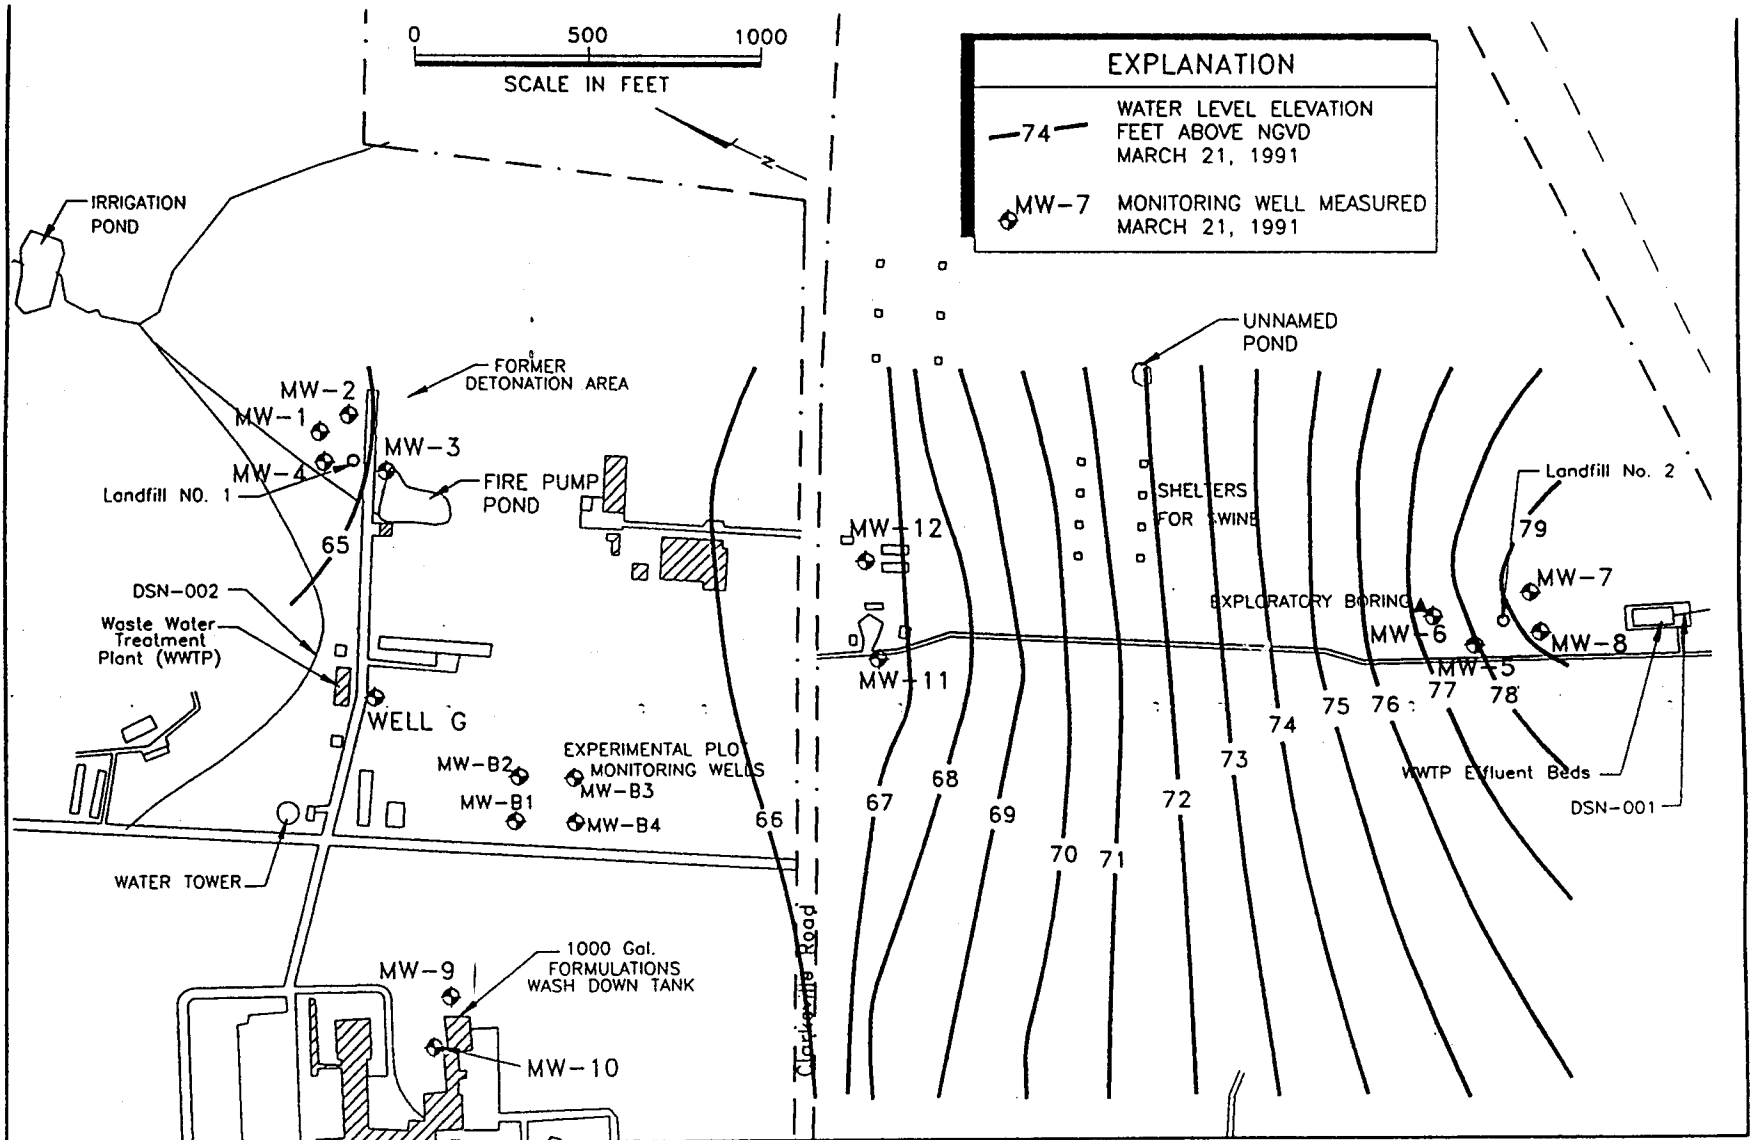 0 500 1000
SCALE IN FEET
N
EXPLANATION
74
WATER LEVEL ELEVATION
FEET ABOVE NGVD
MARCH 21, 1991
MW-7
MONITORING WELL MEASURED
MARCH 21, 1991
IRRIGATION
POND
UNNAMED
POND
FORMER
DETONATION AREA
MW-2
MW-1
MW-3
MW-4
Landfill NO. 1
FIRE PUMP
POND
Landfill No. 2
SHELTERS
FOR SWINE
79
MW-12
65
MW-7
DSN-002
EXPLORATORY BORING
Waste Water
Treatment
Plant (WWTP)
MW-6
MW-8
MW-5
MW-11
77
78
75
76
WELL G
74
EXPERIMENTAL PLOT
MONITORING WELLS
73
MW-B2
MW-B3
68
WWTP Effluent Beds
MW-B1
67
72
DSN-001
MW-B4
66
69
70
71
WATER TOWER
Clarksville Road
1000 Gal.
FORMULATIONS
WASH DOWN TANK
MW-9
MW-10